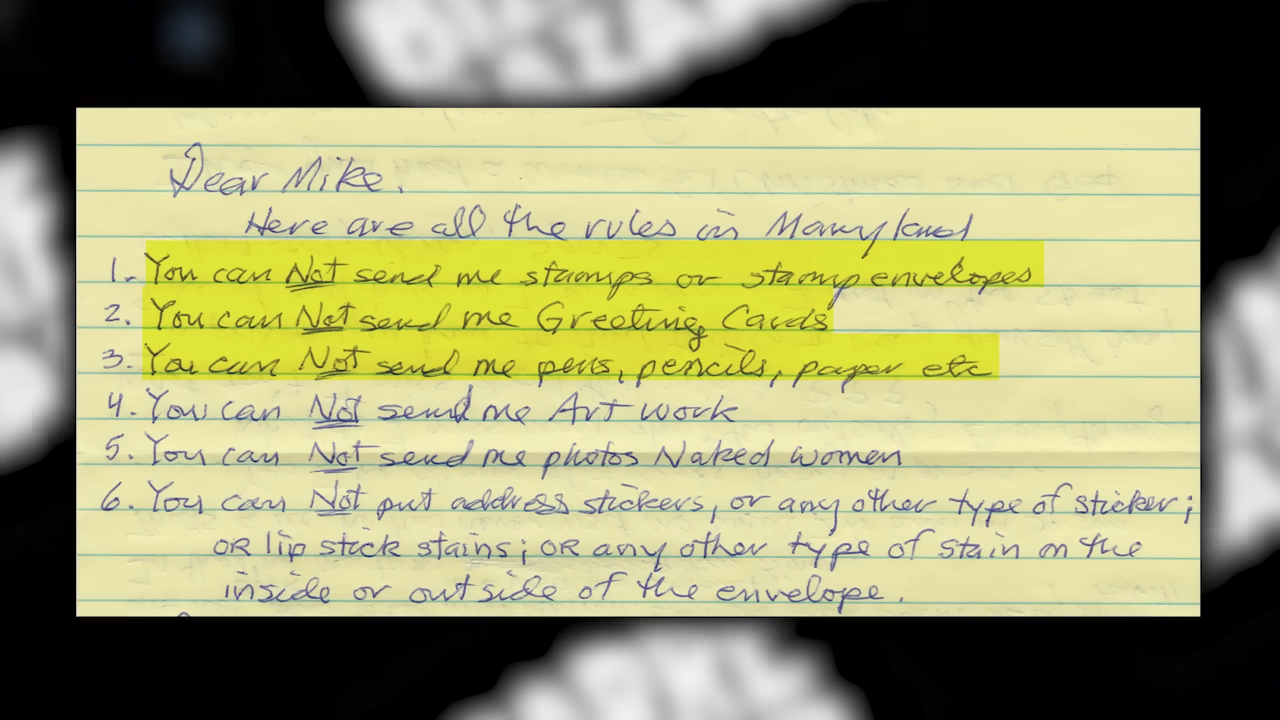 Dear Mike.
Here are all the rules in Maryland
1. You can Not send me stamps or stamp envelopes
2. You can Not send me Greeting Cards
3. You can Not send me pens, pencils, paper etc
4. You can Not send me Art work
5. You can Not send me photos Naked women
6. You can Not put address stickers, or any other type of sticker;
OR lip stick stains; OR any other type of stain on the
inside or outside of the envelope.